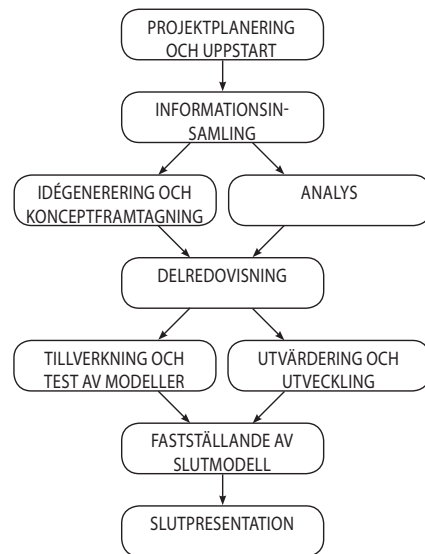 PROJEKTPLANERING
OCH UPPSTART
INFORMATIONSIN-
SAMLING
IDÉGENERERING OCH
KONCEPTFRAMTAGNING
ANALYS
DELREDOVISNING
TILLVERKNING OCH
TEST AV MODELLER
UTVÄRDERING OCH
UTVECKLING
FASTSTÄLLANDE AV
SLUTMODELL
SLUTPRESENTATION